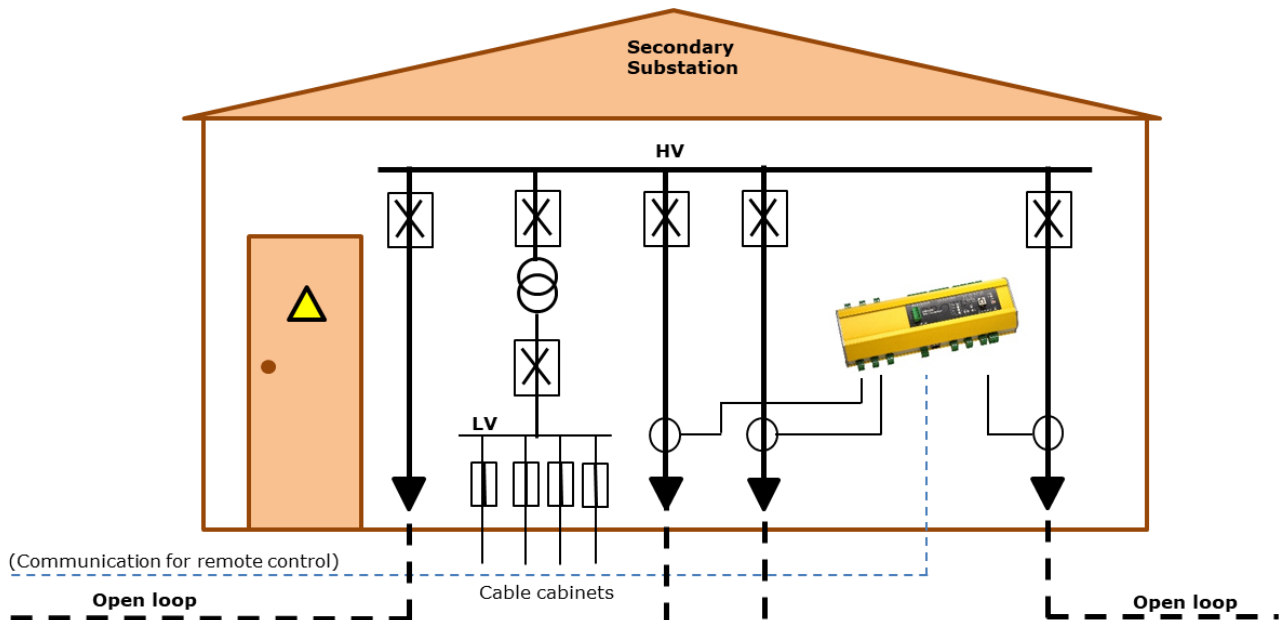 Secondary
Substation
HV
LV
(Communication for remote control)
Cable cabinets
Open loop
Open loop